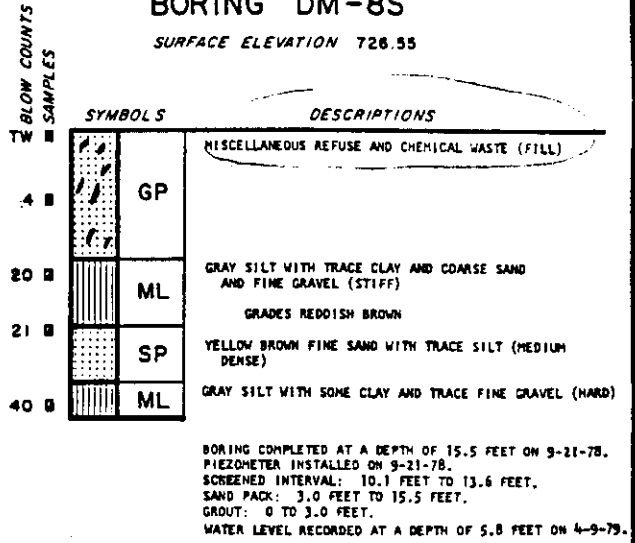 BORING DM-8S
SURFACE ELEVATION 726.55
BLOW COUNTS
SAMPLES
SYMBOLS DESCRIPTIONS
TW
MISCELLANEOUS REFUSE AND CHEMICAL WASTE (FILL)
4 GP
20 ML GRAY SILT WITH TRACE CLAY AND COARSE SAND
AND FINE GRAVEL (STIFF)
GRADES REDDISH BROWN
21 SP YELLOW BROWN FINE SAND WITH TRACE SILT (MEDIUM
DENSE)
40 ML GRAY SILT WITH SOME CLAY AND TRACE FINE GRAVEL (HARD)
BORING COMPLETED AT A DEPTH OF 15.5 FEET ON 9-21-78.
PIEZOMETER INSTALLED ON 9-21-78.
SCREENED INTERVAL: 10.1 FEET TO 13.6 FEET.
SAND PACK: 3.0 FEET TO 15.5 FEET.
GROUT: 0 TO 3.0 FEET.
WATER LEVEL RECORDED AT A DEPTH OF 5.8 FEET ON 4-9-79.